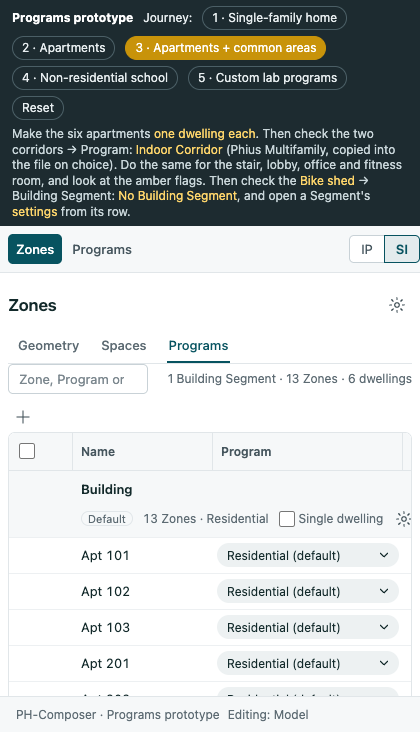 Programs prototype Journey: 1 · Single-family home
2 · Apartments 3 · Apartments + common areas
4 · Non-residential school 5 · Custom lab programs
Reset
Make the six apartments one dwelling each. Then check the two
corridors → Program: Indoor Corridor (Phius Multifamily, copied into
the file on choice). Do the same for the stair, lobby, office and fitness
room, and look at the amber flags. Then check the Bike shed →
Building Segment: No Building Segment, and open a Segment's
settings from its row.
Zones Programs IP SI
Zones
Geometry Spaces Programs
Zone, Program or 1 Building Segment · 13 Zones · 6 dwellings
Name Program
Building
Default 13 Zones · Residential Single dwelling
Apt 101 Residential (default)
Apt 102 Residential (default)
Apt 103 Residential (default)
Apt 201 Residential (default)
PH-Composer · Programs prototype Editing: Model